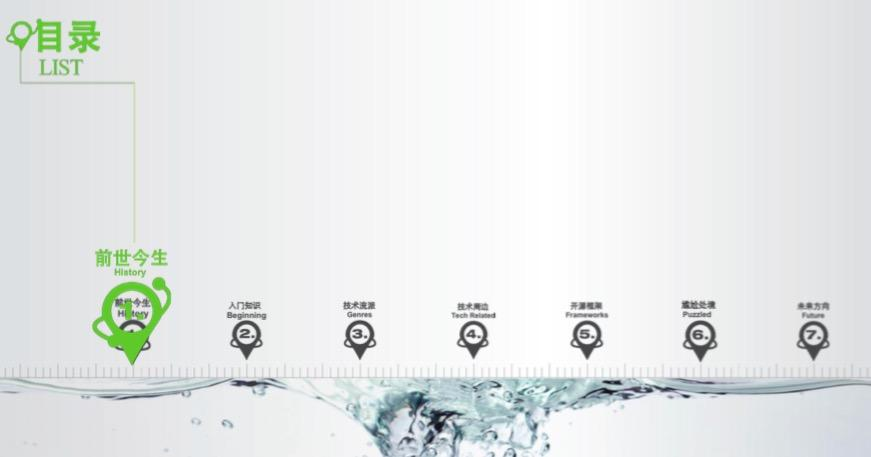 目录
LIST
前世今生
History
前世今生
History
1.
入门知识
Beginning
2.
技术流派
Genres
3.
技术周边
Tech Related
4.
开源框架
Frameworks
5.
尴尬处境
Puzzled
6.
未来方向
Future
7.